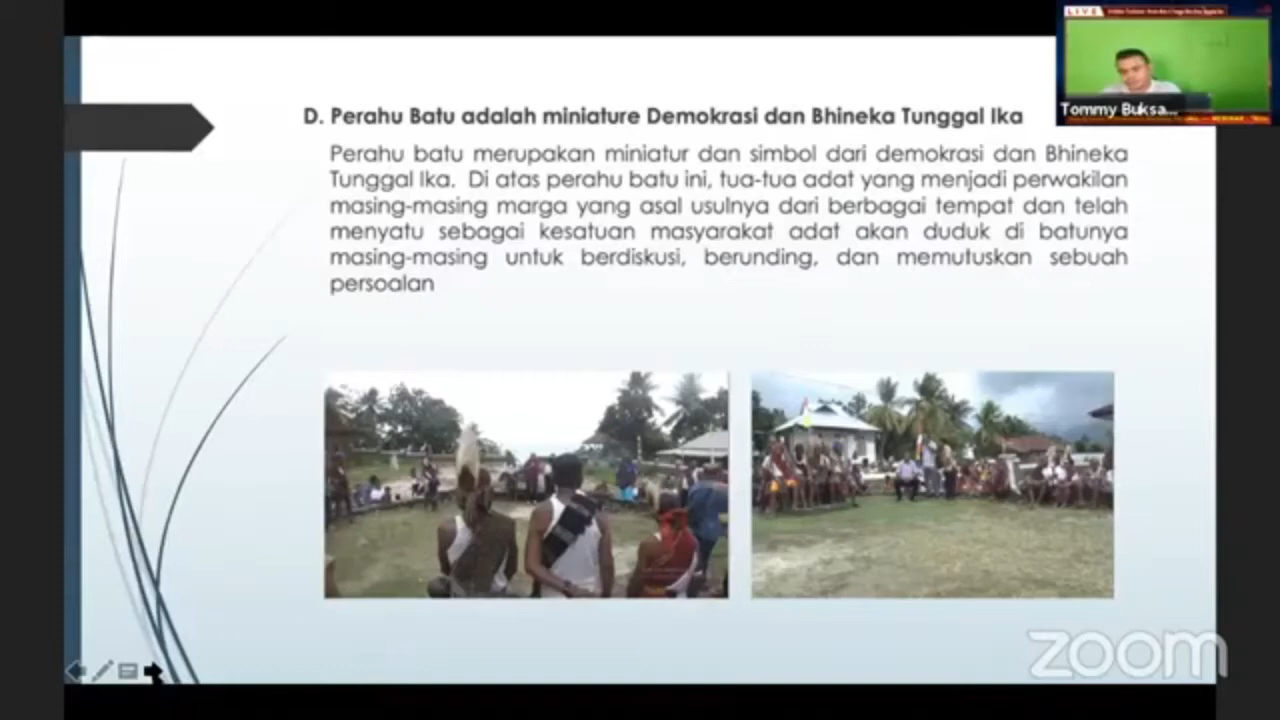 LIVE
Tommy Buksa...
D. Perahu Batu adalah miniature Demokrasi dan Bhineka Tunggal Ika
Perahu batu merupakan miniatur dan simbol dari demokrasi dan Bhineka
Tunggal Ika. Di atas perahu batu ini, tua-tua adat yang menjadi perwakilan
masing-masing marga yang asal usulnya dari berbagai tempat dan telah
menyatu sebagai kesatuan masyarakat adat akan duduk di batunya
masing-masing untuk berdiskusi, berunding, dan memutuskan sebuah
persoalan
zoom